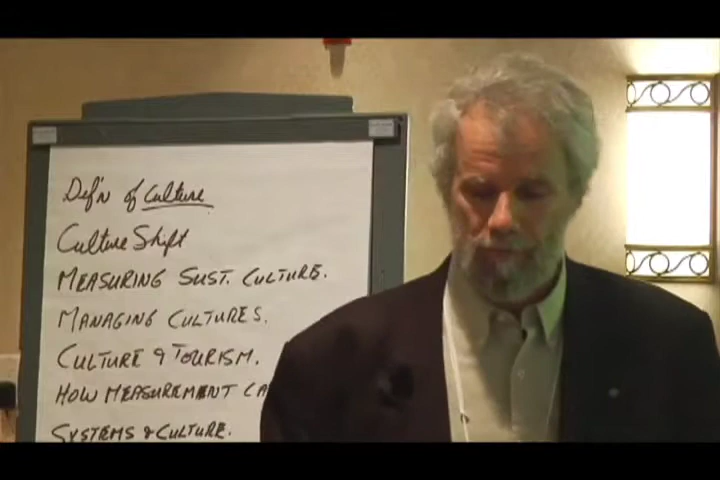 Def'n of Culture
Culture Shift
MEASURING SUST. CULTURE.
MANAGING CULTURES.
CULTURE & TOURISM.
HOW MEASUREMENT CA
SYSTEMS & CULTURE.